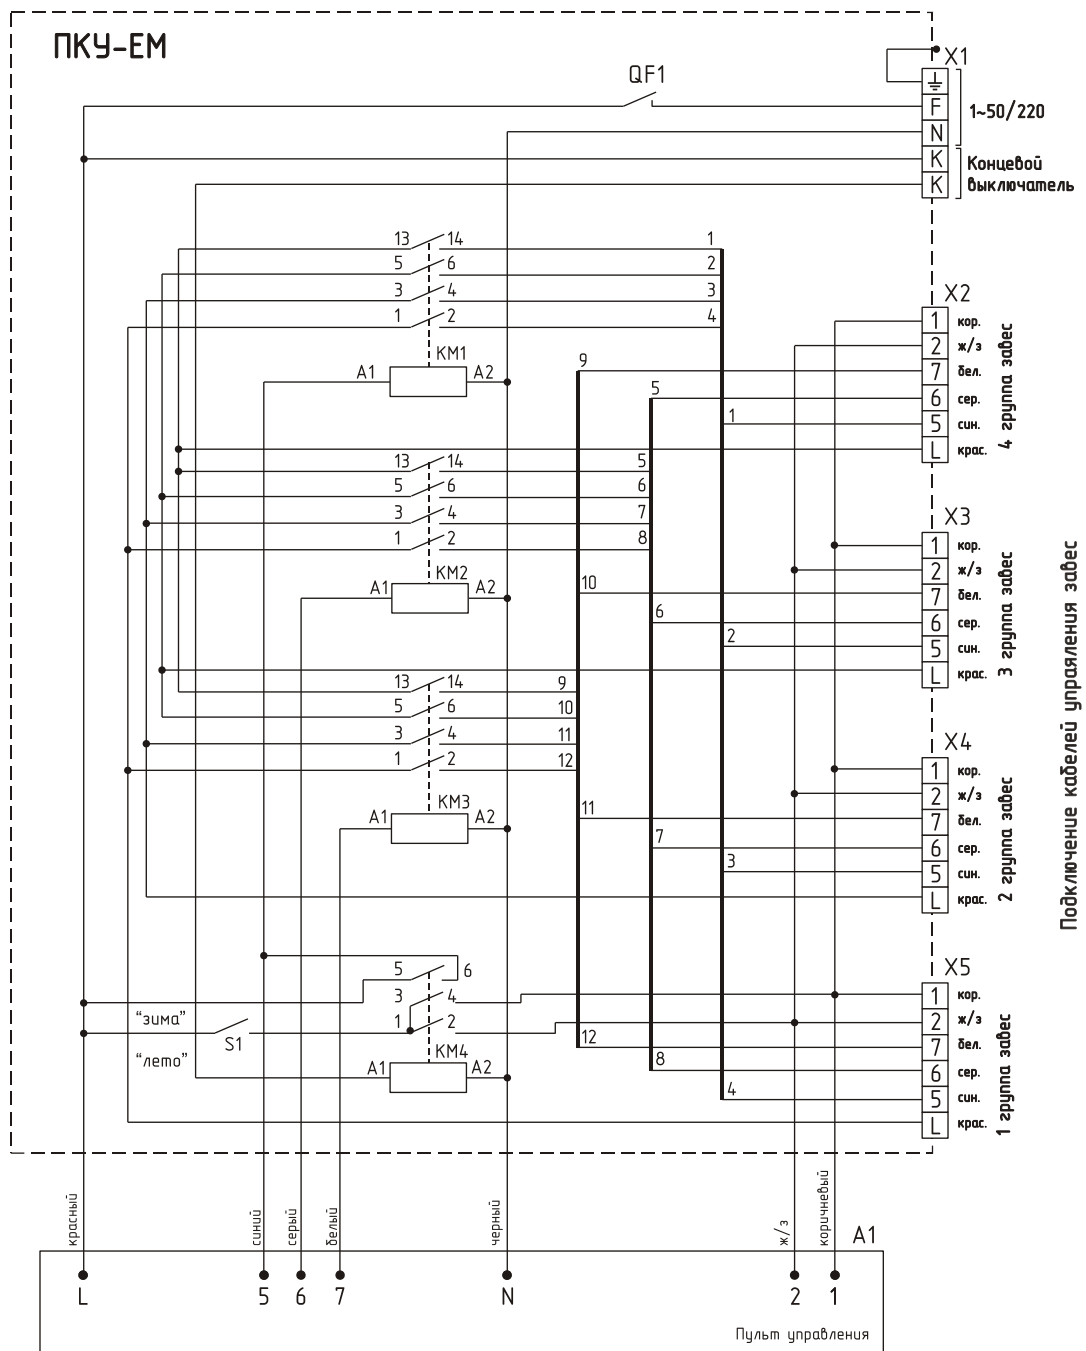 ПКУ-ЕМ
QF1
X1
F
N
K
K
1~50/220
Концевой
выключатель
13 14 1
5 6 2
3 4 3
1 2 4
KM1
A1 A2
9
5
1
X2
1 кор.
2 ж/з
7 бел.
6 сер.
5 син.
L крас.
4 группа завес
13 14 5
5 6 6
3 4 7
1 2 8
KM2
A1 A2
10
6
2
X3
1 кор.
2 ж/з
7 бел.
6 сер.
5 син.
L крас.
3 группа завес
Подключение кабелей управяления завес
13 14 9
5 6 10
3 4 11
1 2 12
KM3
A1 A2
11
7
3
X4
1 кор.
2 ж/з
7 бел.
6 сер.
5 син.
L крас.
2 группа завес
5 6
3 4
1 2
"зима"
S1
"лето"
KM4
A1 A2
12
8
4
X5
1 кор.
2 ж/з
7 бел.
6 сер.
5 син.
L крас.
1 группа завес
красный
синий
серый
белый
черный
ж/з
коричневый
A1
L 5 6 7 N 2 1
Пульт управления